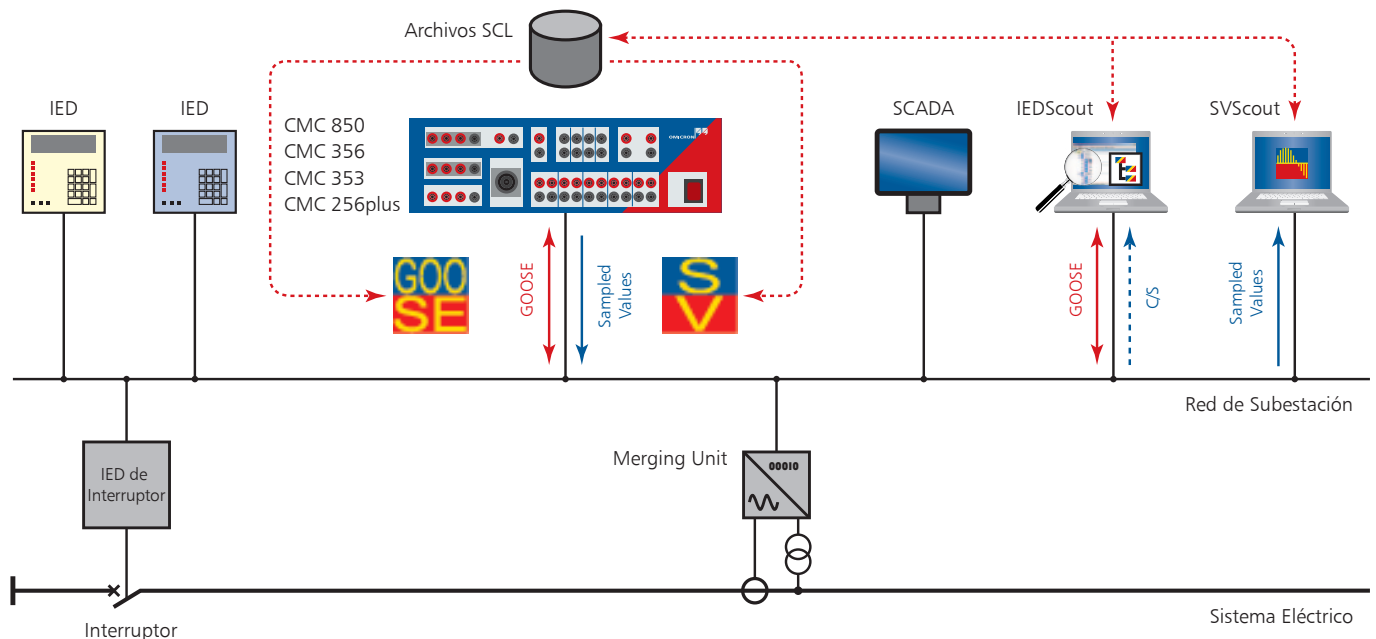 Archivos SCL
IED
IED
CMC 850
CMC 356
CMC 353
CMC 256plus
OMICRON
SCADA
IEDScout
SVScout
GOO
SE
GOOSE
Sampled
Values
S
V
GOOSE
C/S
Sampled
Values
Red de Subestación
IED de
Interruptor
Merging Unit
00010
Interruptor
Sistema Eléctrico